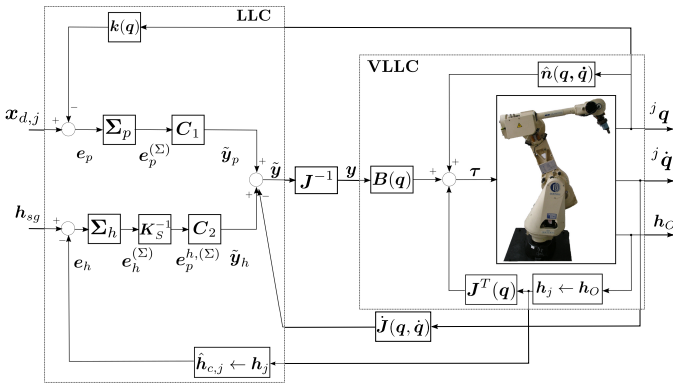 LLC
k(q)
VLLC
n̂(q, q̇)
x_{d,j}
+
−
Σ_p
C_1
e_p
e_p^{(Σ)}
ỹ_p
^j q
+
+
ỹ
J^{-1}
y
B(q)
+
τ
^j q̇
+
−
h_{sg}
+
−
Σ_h
K_S^{-1}
C_2
e_h
e_h^{(Σ)}
e_p^{h,(Σ)}
ỹ_h
+
h_O
J^T(q)
h_j ← h_O
J̇(q, q̇)
ĥ_{c,j} ← h_j